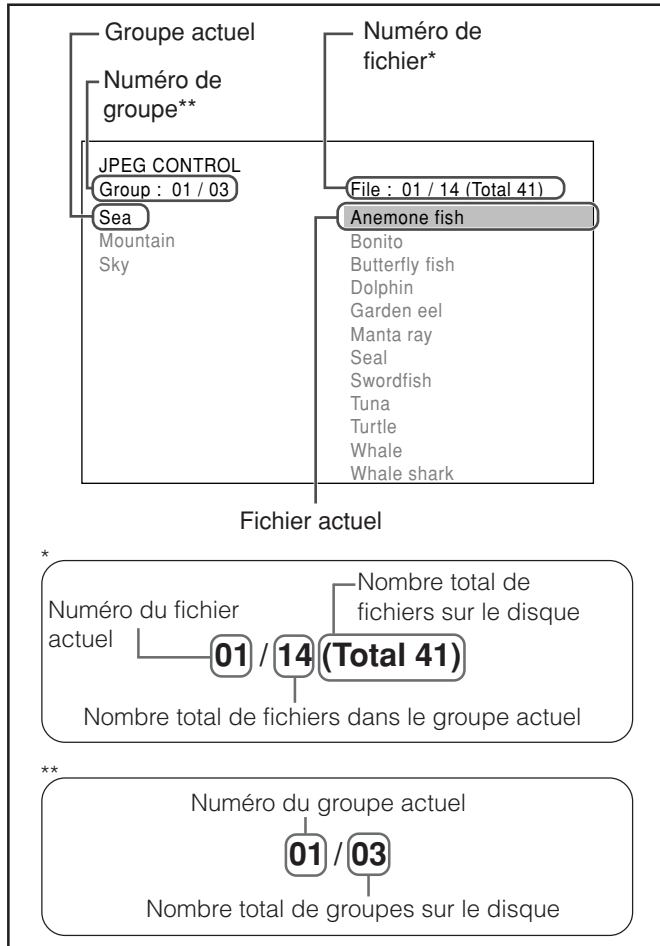 Groupe actuel
Numéro de
fichier*
Numéro de
groupe**
JPEG CONTROL
Group : 01 / 03
Sea
Mountain
Sky
File : 01 / 14 (Total 41)
Anemone fish
Bonito
Butterfly fish
Dolphin
Garden eel
Manta ray
Seal
Swordfish
Tuna
Turtle
Whale
Whale shark
Fichier actuel
*
Nombre total de
fichiers sur le disque
Numéro du fichier
actuel
01 / 14 (Total 41)
Nombre total de fichiers dans le groupe actuel
**
Numéro du groupe actuel
01 / 03
Nombre total de groupes sur le disque